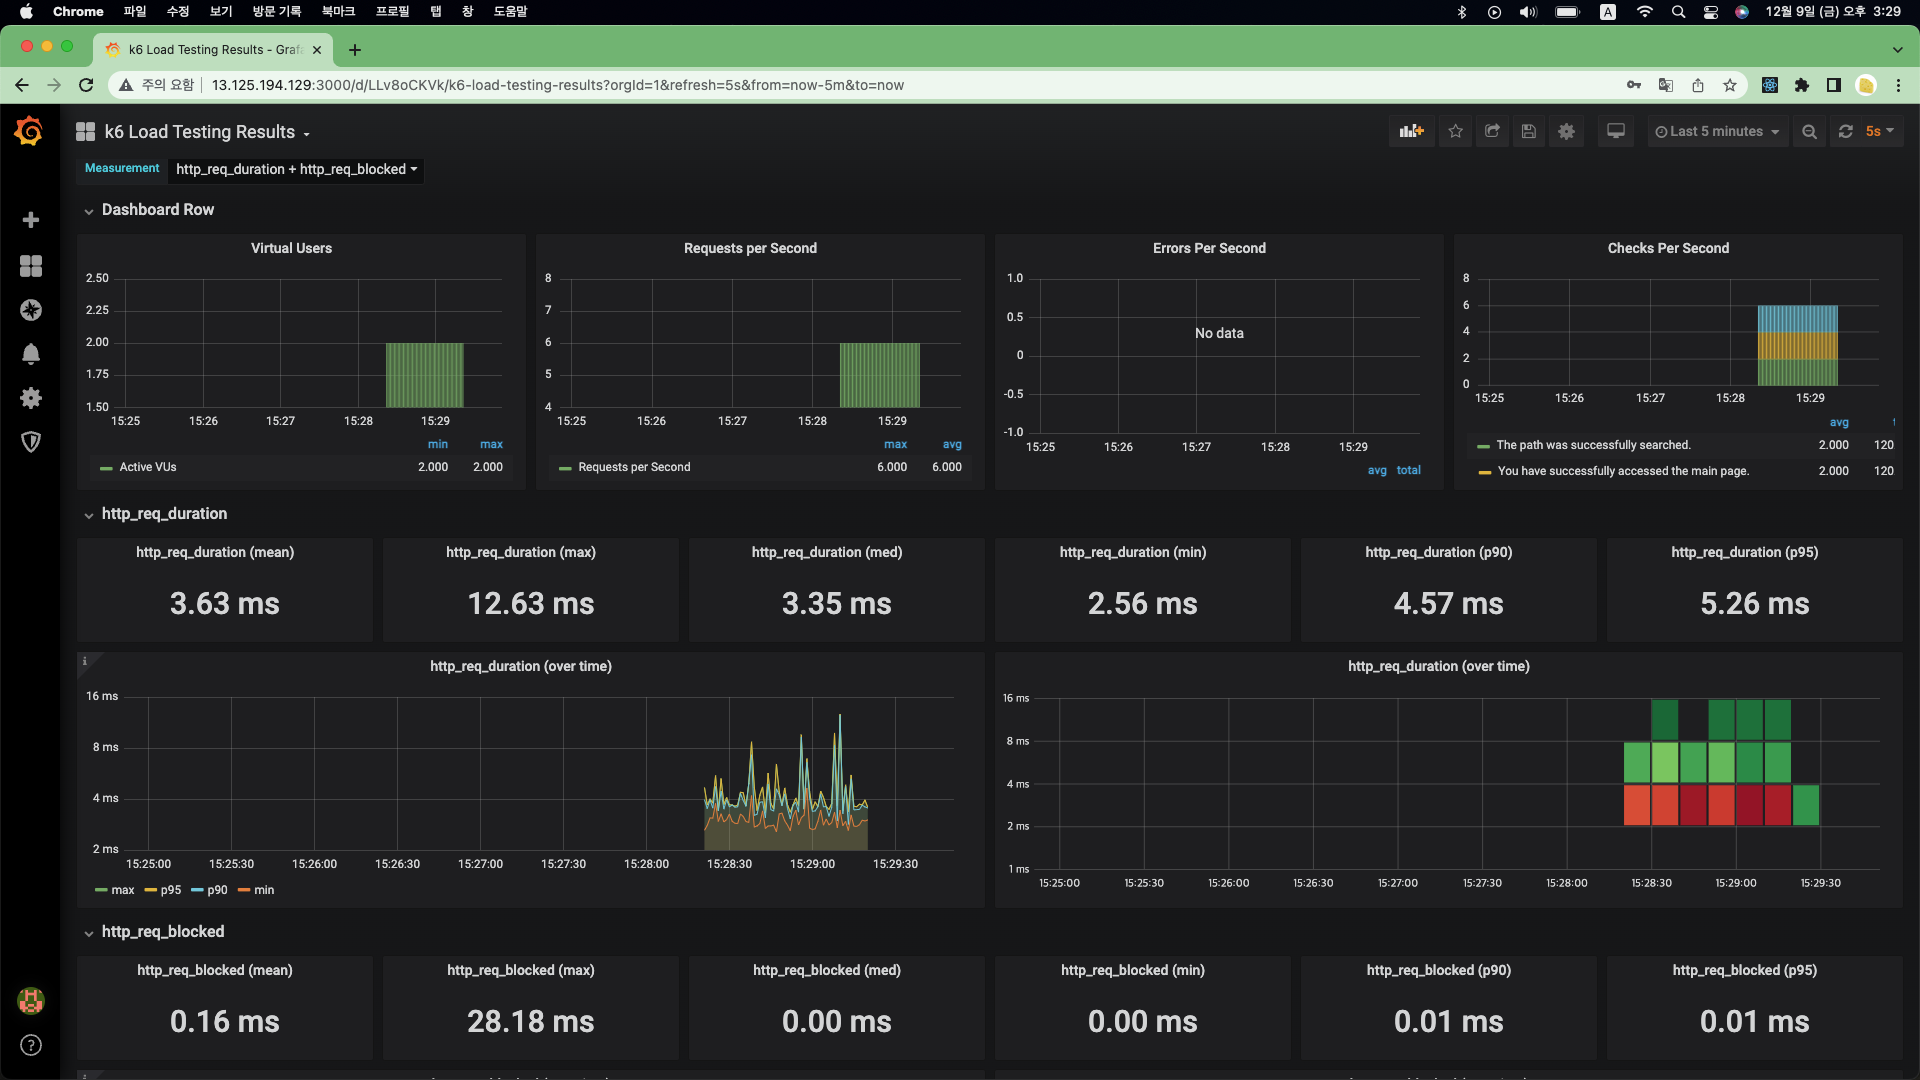 Chrome 파일 수정 보기 방문 기록 북마크 프로필 탭 창 도움말 A 12월 9일 (금) 오후 3:29
k6 Load Testing Results - Graf
주의 요함 13.125.194.129:3000/d/LLv8oCKVk/k6-load-testing-results?orgId=1&refresh=5s&from=now-5m&to=now
k6 Load Testing Results Last 5 minutes 5s
Measurement http_req_duration + http_req_blocked
Dashboard Row
Virtual Users
2.50
2.25
2.00
1.75
1.50
15:25 15:26 15:27 15:28 15:29
min max
Active VUs 2.000 2.000
Requests per Second
8
7
6
5
4
15:25 15:26 15:27 15:28 15:29
max avg
Requests per Second 6.000 6.000
Errors Per Second
1.0
0.5
0
-0.5
-1.0
No data
15:25 15:26 15:27 15:28 15:29
avg total
Checks Per Second
8
6
4
2
0
15:25 15:26 15:27 15:28 15:29
avg
The path was successfully searched. 2.000 120
You have successfully accessed the main page. 2.000 120
http_req_duration
http_req_duration (mean)
3.63 ms
http_req_duration (max)
12.63 ms
http_req_duration (med)
3.35 ms
http_req_duration (min)
2.56 ms
http_req_duration (p90)
4.57 ms
http_req_duration (p95)
5.26 ms
http_req_duration (over time)
16 ms
8 ms
4 ms
2 ms
15:25:00 15:25:30 15:26:00 15:26:30 15:27:00 15:27:30 15:28:00 15:28:30 15:29:00 15:29:30
max p95 p90 min
http_req_duration (over time)
16 ms
8 ms
4 ms
2 ms
1 ms
15:25:00 15:25:30 15:26:00 15:26:30 15:27:00 15:27:30 15:28:00 15:28:30 15:29:00 15:29:30
http_req_blocked
http_req_blocked (mean)
0.16 ms
http_req_blocked (max)
28.18 ms
http_req_blocked (med)
0.00 ms
http_req_blocked (min)
0.00 ms
http_req_blocked (p90)
0.01 ms
http_req_blocked (p95)
0.01 ms